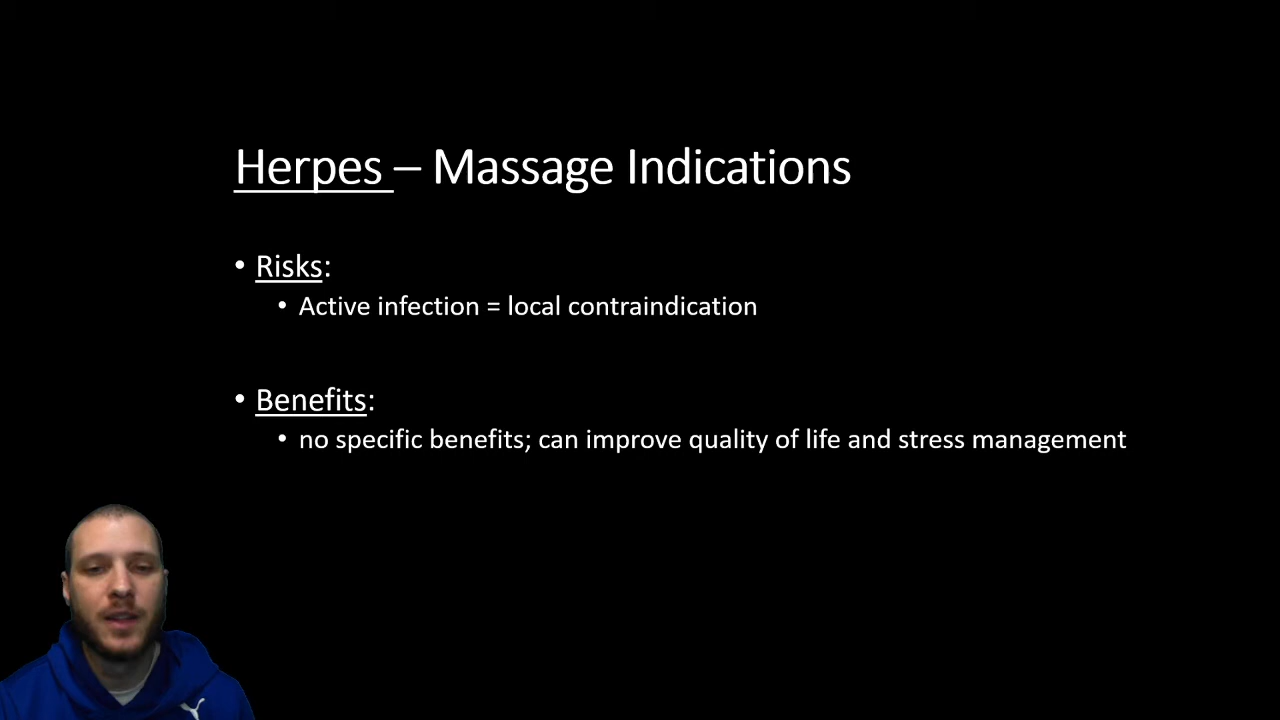 Herpes – Massage Indications
• Risks:
• Active infection = local contraindication
• Benefits:
• no specific benefits; can improve quality of life and stress management